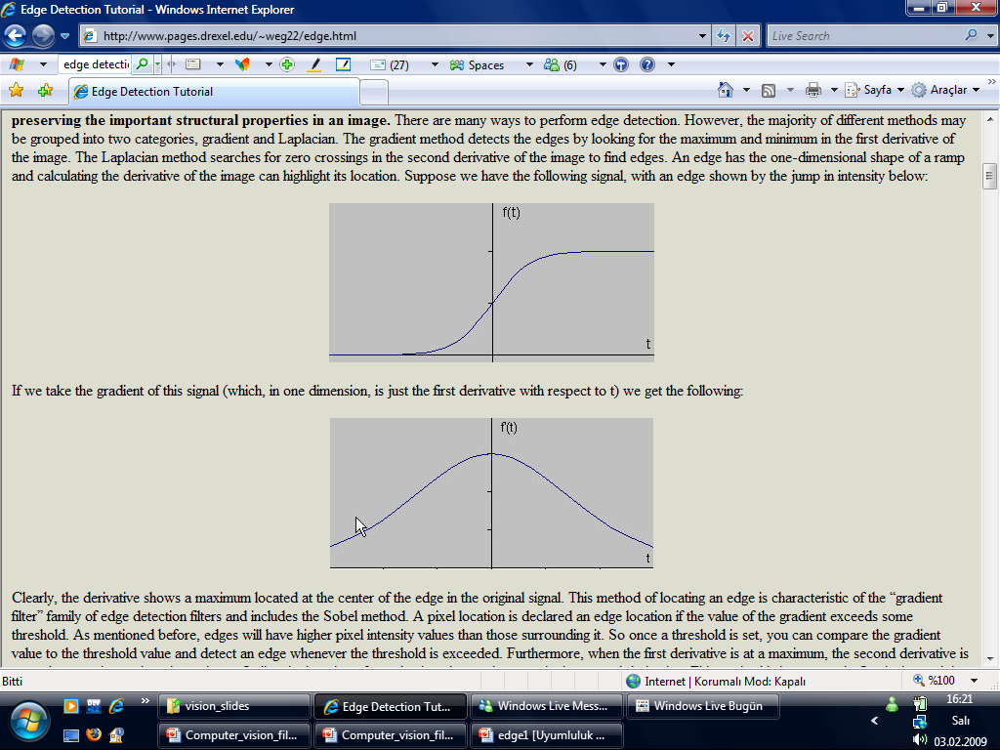 Edge Detection Tutorial - Windows Internet Explorer
http://www.pages.drexel.edu/~weg22/edge.html
Live Search
edge detecti
(27)
Spaces
(6)
Edge Detection Tutorial
Sayfa
Araçlar
preserving the important structural properties in an image. There are many ways to perform edge detection. However, the majority of different methods may
be grouped into two categories, gradient and Laplacian. The gradient method detects the edges by looking for the maximum and minimum in the first derivative of
the image. The Laplacian method searches for zero crossings in the second derivative of the image to find edges. An edge has the one-dimensional shape of a ramp
and calculating the derivative of the image can highlight its location. Suppose we have the following signal, with an edge shown by the jump in intensity below:
f(t)
t
If we take the gradient of this signal (which, in one dimension, is just the first derivative with respect to t) we get the following:
f'(t)
t
Clearly, the derivative shows a maximum located at the center of the edge in the original signal. This method of locating an edge is characteristic of the “gradient
filter” family of edge detection filters and includes the Sobel method. A pixel location is declared an edge location if the value of the gradient exceeds some
threshold. As mentioned before, edges will have higher pixel intensity values than those surrounding it. So once a threshold is set, you can compare the gradient
value to the threshold value and detect an edge whenever the threshold is exceeded. Furthermore, when the first derivative is at a maximum, the second derivative is
Bitti
Internet | Korumalı Mod: Kapalı
%100
vision_slides
Edge Detection Tut...
Windows Live Mess...
Windows Live Bugün
16:21
Computer_vision_fil...
Computer_vision_fil...
edge1 [Uyumluluk ...
Salı
03.02.2009